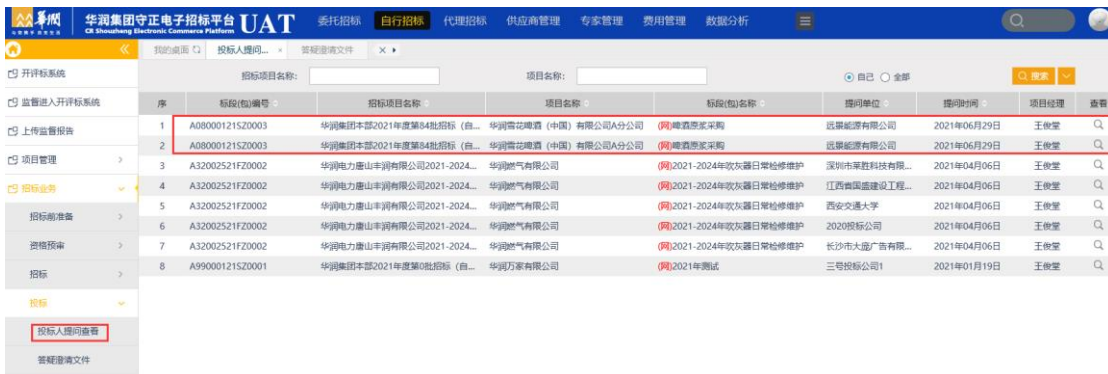 華潤
华润集团守正电子招标平台 UAT
CR Shouzheng Electronic Commerce Platform
委托招标 自行招标 代理招标 供应商管理 专家管理 费用管理 数据分析
我的桌面 投标人提问... × 答疑澄清文件 ×
开评标系统
监督进入开评标系统
上传监督报告
项目管理
招标业务
招标前准备
资格预审
招标
投标
投标人提问查看
答疑澄清文件
招标项目名称: 项目名称: 自己 全部 搜索
序 标段(包)编号 招标项目名称 项目名称 标段(包)名称 提问单位 提问时间 项目经理 查看
1 A08000121SZ0003 华润集团本部2021年度第84批招标（自... 华润雪花啤酒（中国）有限公司A分公司 (网)啤酒原浆采购 远景能源有限公司 2021年06月29日 王俊堂
2 A08000121SZ0003 华润集团本部2021年度第84批招标（自... 华润雪花啤酒（中国）有限公司A分公司 (网)啤酒原浆采购 远景能源有限公司 2021年06月29日 王俊堂
3 A32002521FZ0002 华润电力唐山丰润有限公司2021-2024... 华润燃气有限公司 (网)2021-2024年吹灰器日常检修维护 深圳市莱胜科技有限... 2021年04月06日 王俊堂
4 A32002521FZ0002 华润电力唐山丰润有限公司2021-2024... 华润燃气有限公司 (网)2021-2024年吹灰器日常检修维护 江西省国盛建设工程... 2021年04月06日 王俊堂
5 A32002521FZ0002 华润电力唐山丰润有限公司2021-2024... 华润燃气有限公司 (网)2021-2024年吹灰器日常检修维护 西安交通大学 2021年04月06日 王俊堂
6 A32002521FZ0002 华润电力唐山丰润有限公司2021-2024... 华润燃气有限公司 (网)2021-2024年吹灰器日常检修维护 2020投标公司 2021年04月06日 王俊堂
7 A32002521FZ0002 华润电力唐山丰润有限公司2021-2024... 华润燃气有限公司 (网)2021-2024年吹灰器日常检修维护 长沙市大庭广告有限... 2021年04月06日 王俊堂
8 A99000121SZ0001 华润集团本部2021年度第0批招标（自... 华润万家有限公司 (网)2021年测试 三号投标公司1 2021年01月19日 王俊堂